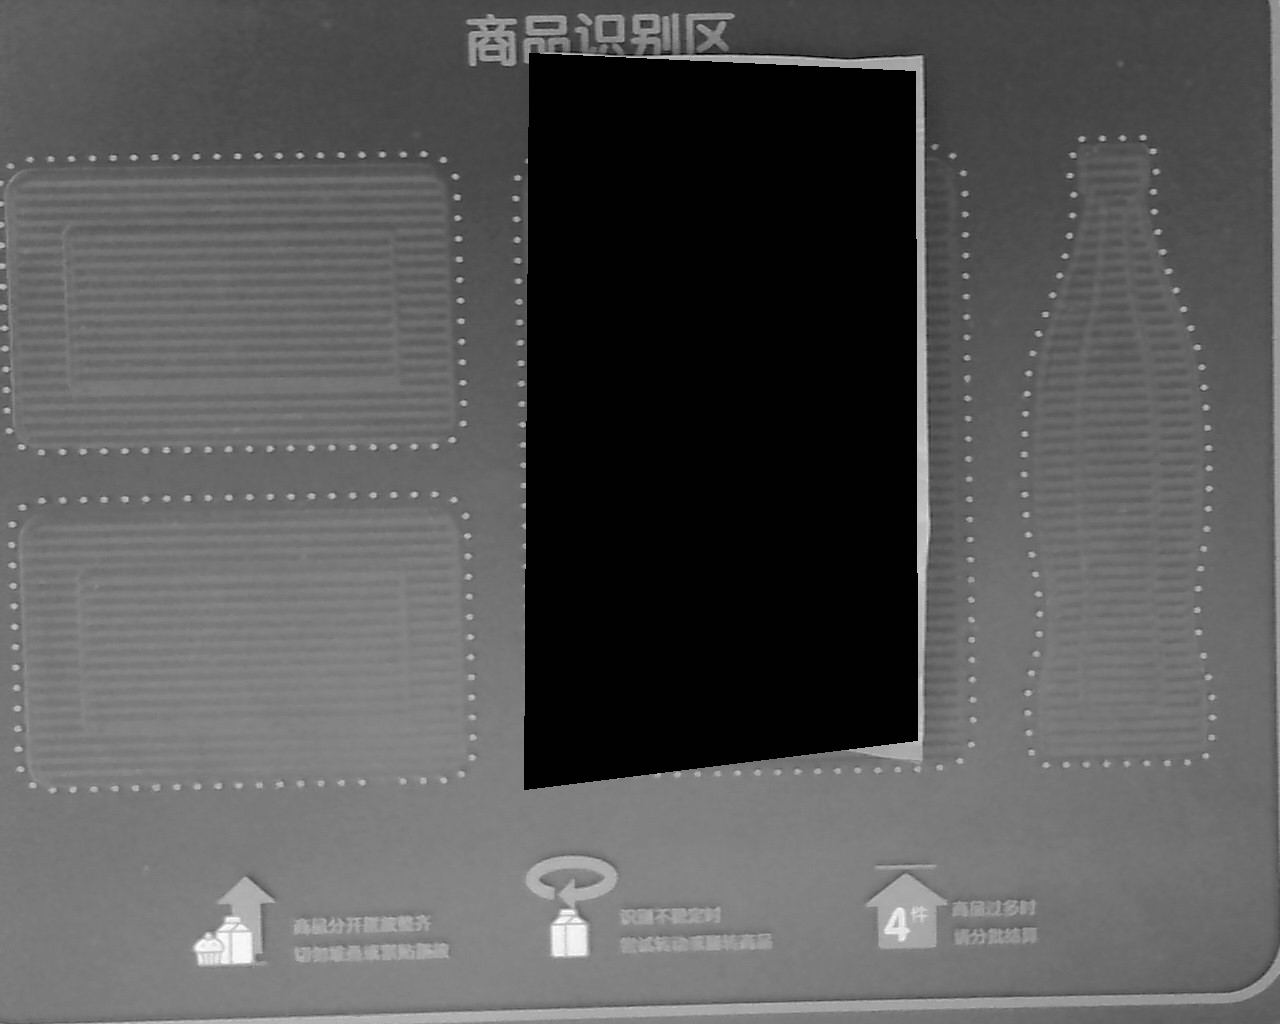 商品识别区
商品分开摆放整齐
切勿堆叠或紧贴摆放
识别不稳定时
尝试转动或翻转商品
4件
商品过多时
请分批结算